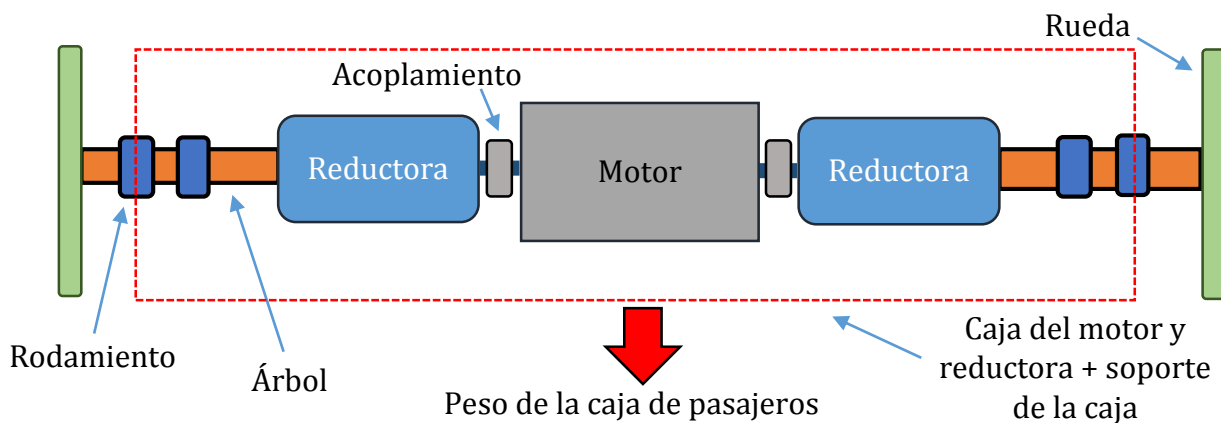 Rueda
Acoplamiento
Reductora
Motor
Reductora
Rodamiento
Árbol
Peso de la caja de pasajeros
Caja del motor y
reductora + soporte
de la caja